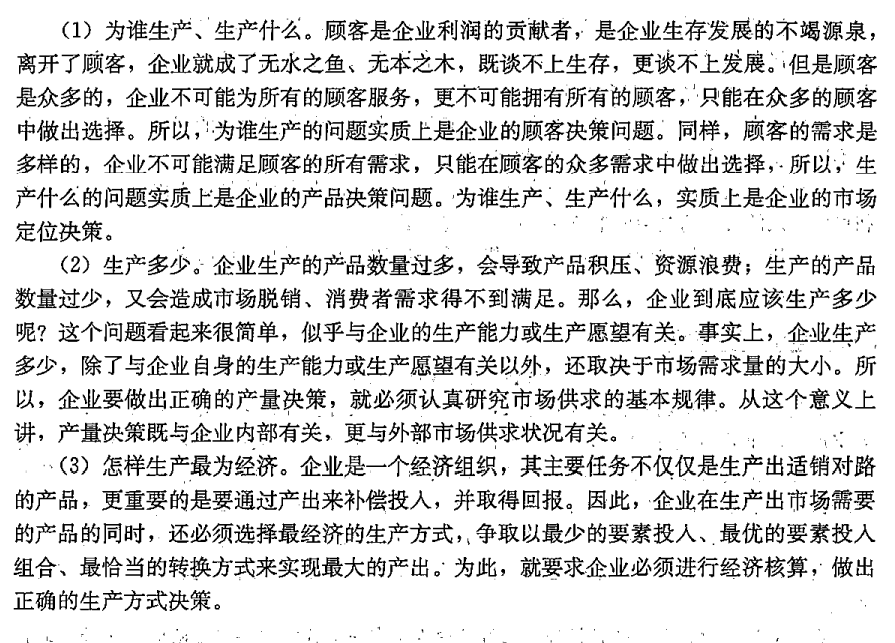 (1) 为谁生产、生产什么。顾客是企业利润的贡献者，是企业生存发展的不竭源泉，
离开了顾客，企业就成了无水之鱼、无本之木，既谈不上生存，更谈不上发展。但是顾客
是众多的，企业不可能为所有的顾客服务，更不可能拥有所有的顾客，只能在众多的顾客
中做出选择。所以，为谁生产的问题实质上是企业的顾客决策问题。同样，顾客的需求是
多样的，企业不可能满足顾客的所有需求，只能在顾客的众多需求中做出选择，所以，生
产什么的问题实质上是企业的产品决策问题。为谁生产、生产什么，实质上是企业的市场
定位决策。
(2) 生产多少。企业生产的产品数量过多，会导致产品积压、资源浪费；生产的产品
数量过少，又会造成市场脱销、消费者需求得不到满足。那么，企业到底应该生产多少
呢？这个问题看起来很简单，似乎与企业的生产能力或生产愿望有关。事实上，企业生产
多少，除了与企业自身的生产能力或生产愿望有关以外，还取决于市场需求量的大小。所
以，企业要做出正确的产量决策，就必须认真研究市场供求的基本规律。从这个意义上
讲，产量决策既与企业内部有关，更与外部市场供求状况有关。
(3) 怎样生产最为经济。企业是一个经济组织，其主要任务不仅仅是生产出适销对路
的产品，更重要的是要通过产出来补偿投入，并取得回报。因此，企业在生产出市场需要
的产品的同时，还必须选择最经济的生产方式，争取以最少的要素投入、最优的要素投入
组合、最恰当的转换方式来实现最大的产出。为此，就要求企业必须进行经济核算，做出
正确的生产方式决策。